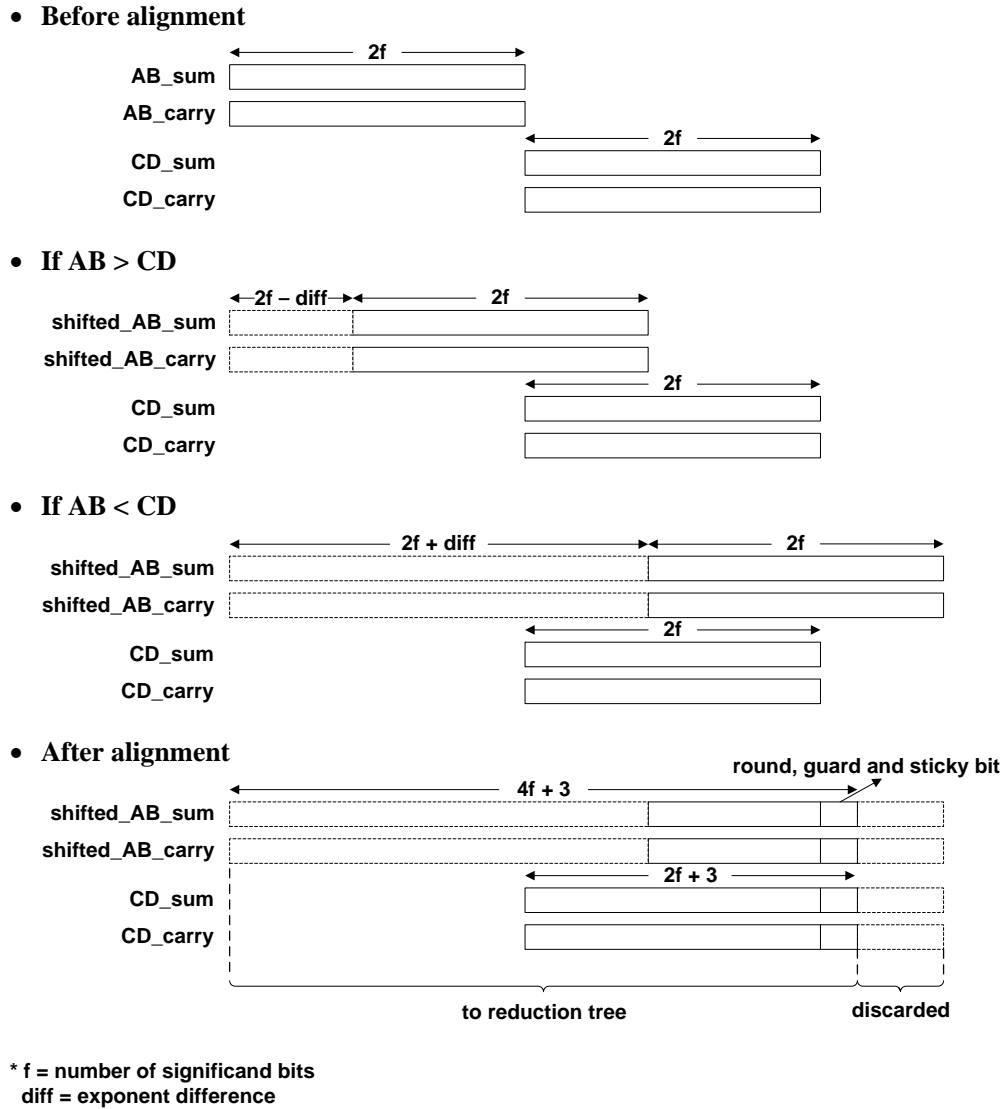 • Before alignment
2f
AB_sum
AB_carry
2f
CD_sum
CD_carry
• If AB > CD
2f – diff 2f
shifted_AB_sum
shifted_AB_carry
2f
CD_sum
CD_carry
• If AB < CD
2f + diff 2f
shifted_AB_sum
shifted_AB_carry
2f
CD_sum
CD_carry
• After alignment
round, guard and sticky bit
4f + 3
shifted_AB_sum
shifted_AB_carry
2f + 3
CD_sum
CD_carry
to reduction tree discarded
* f = number of significand bits
diff = exponent difference